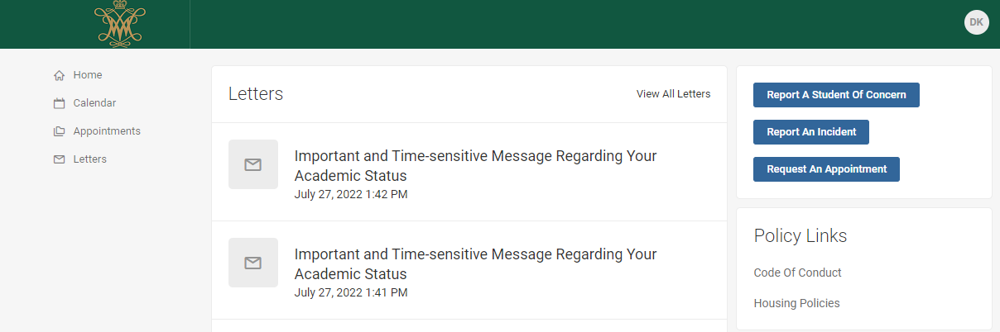 DK
Home
Calendar
Appointments
Letters
Letters
View All Letters
Important and Time-sensitive Message Regarding Your
Academic Status
July 27, 2022 1:42 PM
Important and Time-sensitive Message Regarding Your
Academic Status
July 27, 2022 1:41 PM
Report A Student Of Concern
Report An Incident
Request An Appointment
Policy Links
Code Of Conduct
Housing Policies